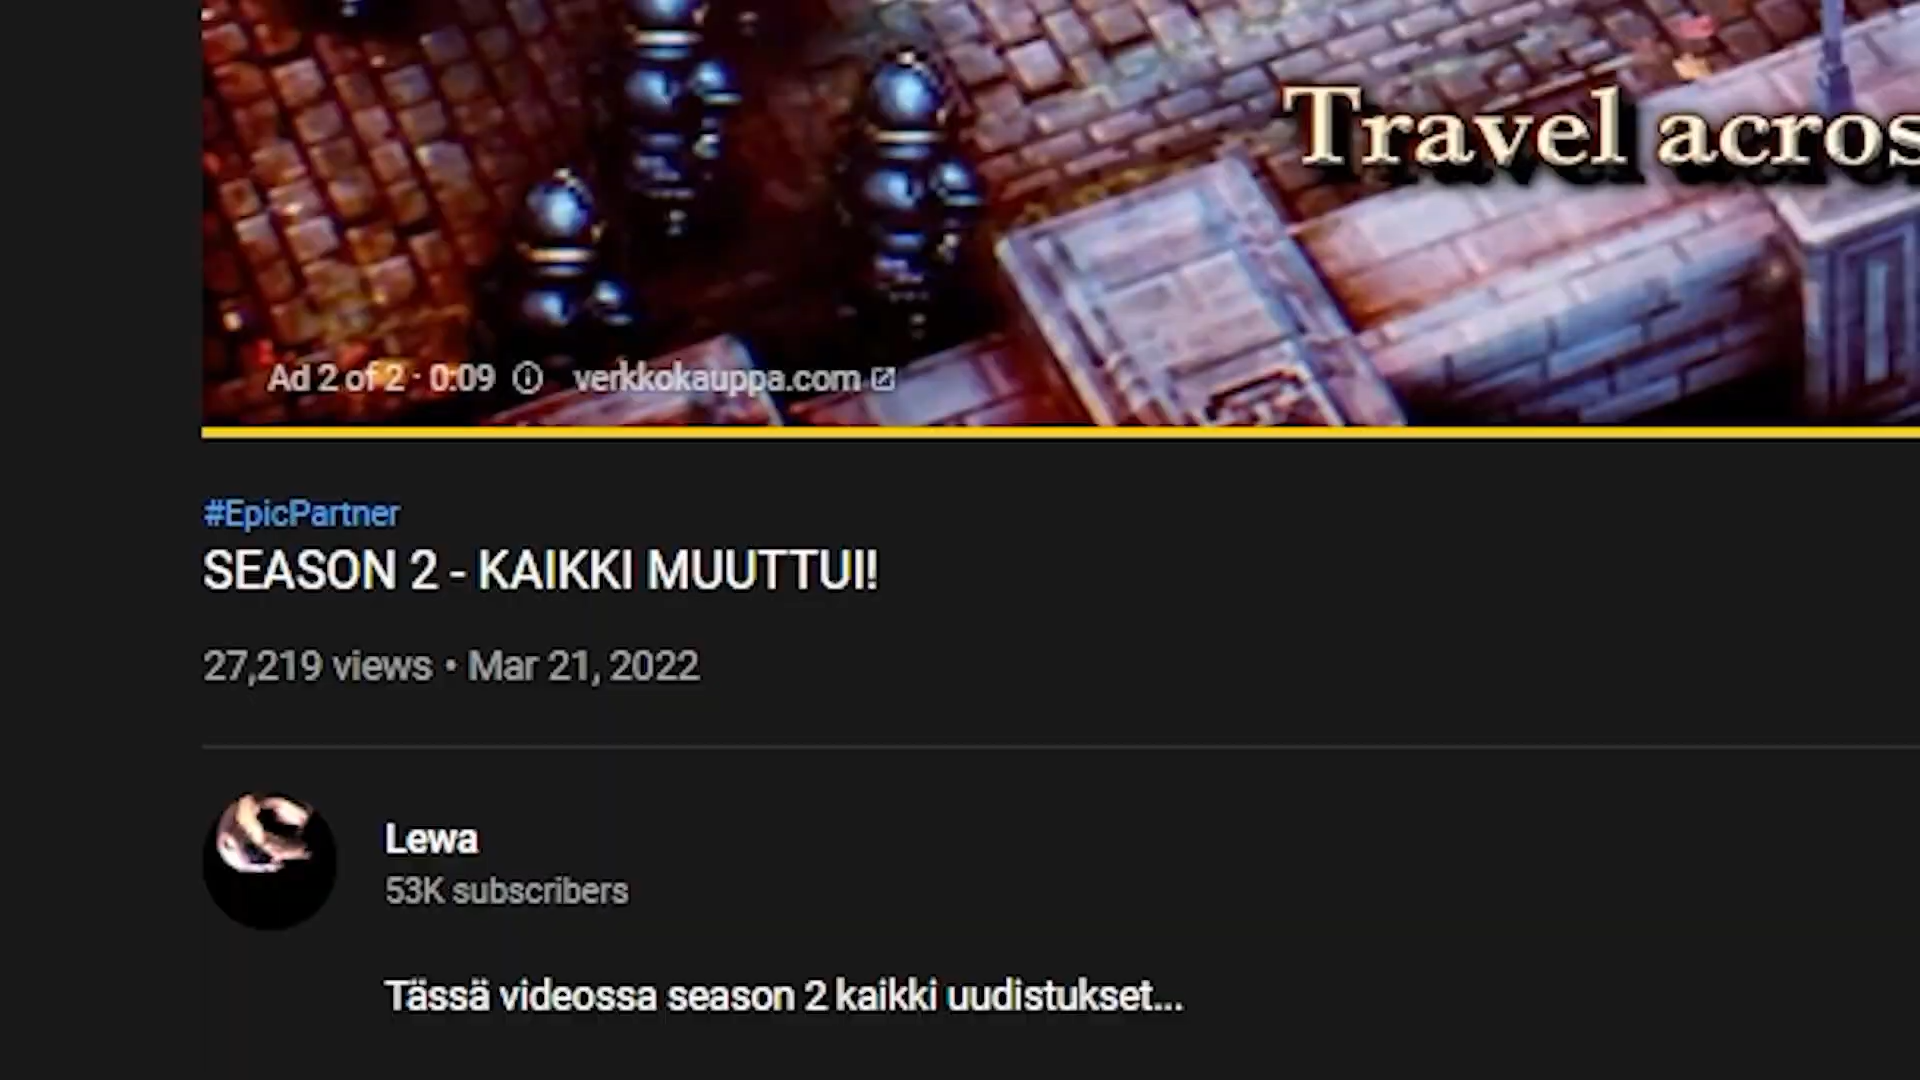 Travel across
Ad 2 of 2 · 0:09 verkkokauppa.com
#EpicPartner
SEASON 2 - KAIKKI MUUTTUI!
27,219 views • Mar 21, 2022
Lewa
53K subscribers
Tässä videossa season 2 kaikki uudistukset...